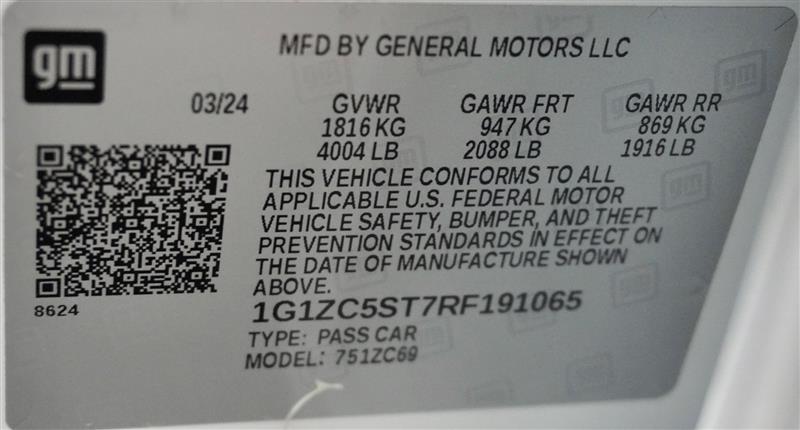 gm
MFD BY GENERAL MOTORS LLC
03/24 GVWR GAWR FRT GAWR RR
1816 KG 947 KG 869 KG
4004 LB 2088 LB 1916 LB
THIS VEHICLE CONFORMS TO ALL
APPLICABLE U.S. FEDERAL MOTOR
VEHICLE SAFETY, BUMPER, AND THEFT
PREVENTION STANDARDS IN EFFECT ON
THE DATE OF MANUFACTURE SHOWN
ABOVE.
8624
1G1ZC5ST7RF191065
TYPE: PASS CAR
MODEL: 751ZC69